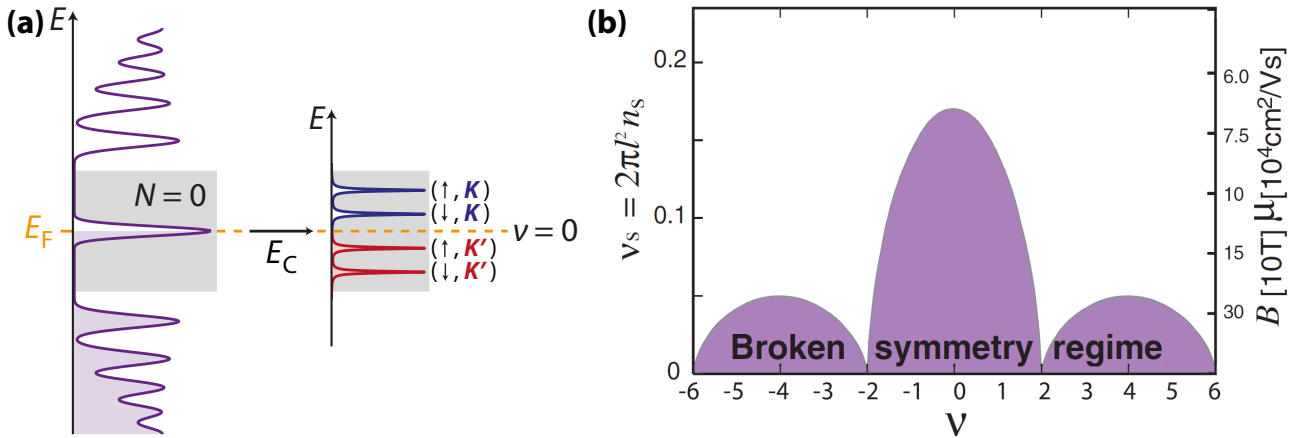 (a)
E
N = 0
E_F
E_C
E
(↑, K)
(↓, K)
(↑, K')
(↓, K')
ν = 0
(b)
ν_s = 2πl² n_s
0.2
0.1
0
6.0
7.5
10
15
30
B [10T] μ[10⁴cm²/Vs]
Broken symmetry regime
-6 -5 -4 -3 -2 -1 0 1 2 3 4 5 6
ν